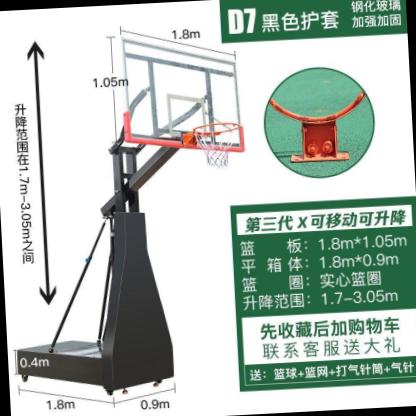 D7 黑色护套
钢化玻璃
加强加固
1.8m
1.05m
升降范围在1.7m-3.05m之间
0.4m
1.8m
0.9m
第三代 X 可移动可升降
篮 板：1.8m*1.05m
平 箱 体：1.8m*0.9m
篮 圈：实心篮圈
升降范围：1.7-3.05m
先收藏后加购物车
联系客服送大礼
送：篮球+篮网+打气针筒+气针